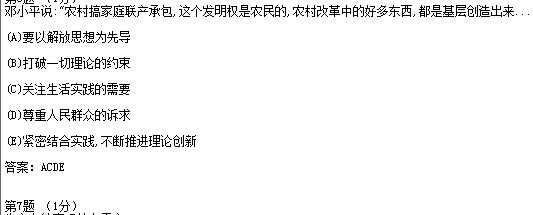 邓小平说:“农村搞家庭联产承包,这个发明权是农民的,农村改革中的好多东西,都是基层创造出来...
(A)要以解放思想为先导
(B)打破一切理论的约束
(C)关注生活实践的需要
(D)尊重人民群众的诉求
(E)紧密结合实践,不断推进理论创新
答案: ACDE
第7题 (1分)